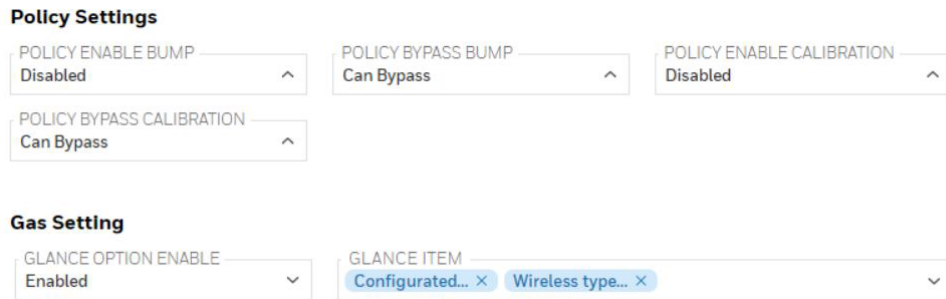 Policy Settings
POLICY ENABLE BUMP POLICY BYPASS BUMP POLICY ENABLE CALIBRATION
Disabled Can Bypass Disabled
POLICY BYPASS CALIBRATION
Can Bypass
Gas Setting
GLANCE OPTION ENABLE GLANCE ITEM
Enabled Configurated... × Wireless type... ×